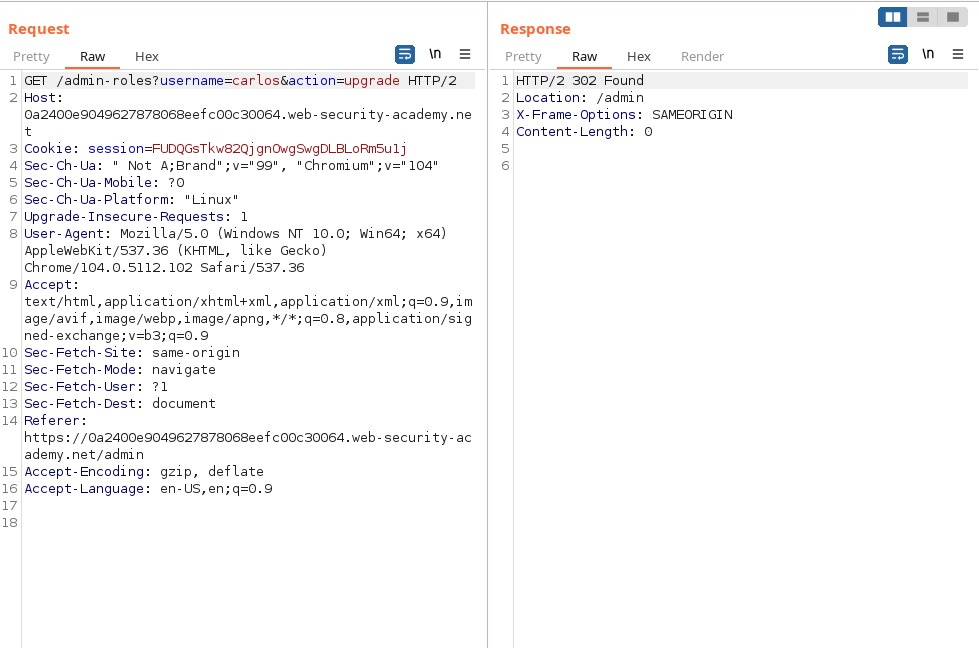 Request
Pretty Raw Hex \n
1 GET /admin-roles?username=carlos&action=upgrade HTTP/2
2 Host:
0a2400e9049627878068eefc00c30064.web-security-academy.ne
t
3 Cookie: session=FUDQGsTkw82QjgnOwgSwgDLBLoRm5u1j
4 Sec-Ch-Ua: " Not A;Brand";v="99", "Chromium";v="104"
5 Sec-Ch-Ua-Mobile: ?0
6 Sec-Ch-Ua-Platform: "Linux"
7 Upgrade-Insecure-Requests: 1
8 User-Agent: Mozilla/5.0 (Windows NT 10.0; Win64; x64)
AppleWebKit/537.36 (KHTML, like Gecko)
Chrome/104.0.5112.102 Safari/537.36
9 Accept:
text/html,application/xhtml+xml,application/xml;q=0.9,im
age/avif,image/webp,image/apng,*/*;q=0.8,application/sig
ned-exchange;v=b3;q=0.9
10 Sec-Fetch-Site: same-origin
11 Sec-Fetch-Mode: navigate
12 Sec-Fetch-User: ?1
13 Sec-Fetch-Dest: document
14 Referer:
https://0a2400e9049627878068eefc00c30064.web-security-ac
ademy.net/admin
15 Accept-Encoding: gzip, deflate
16 Accept-Language: en-US,en;q=0.9
17
18
Response
Pretty Raw Hex Render \n
1 HTTP/2 302 Found
2 Location: /admin
3 X-Frame-Options: SAMEORIGIN
4 Content-Length: 0
5
6